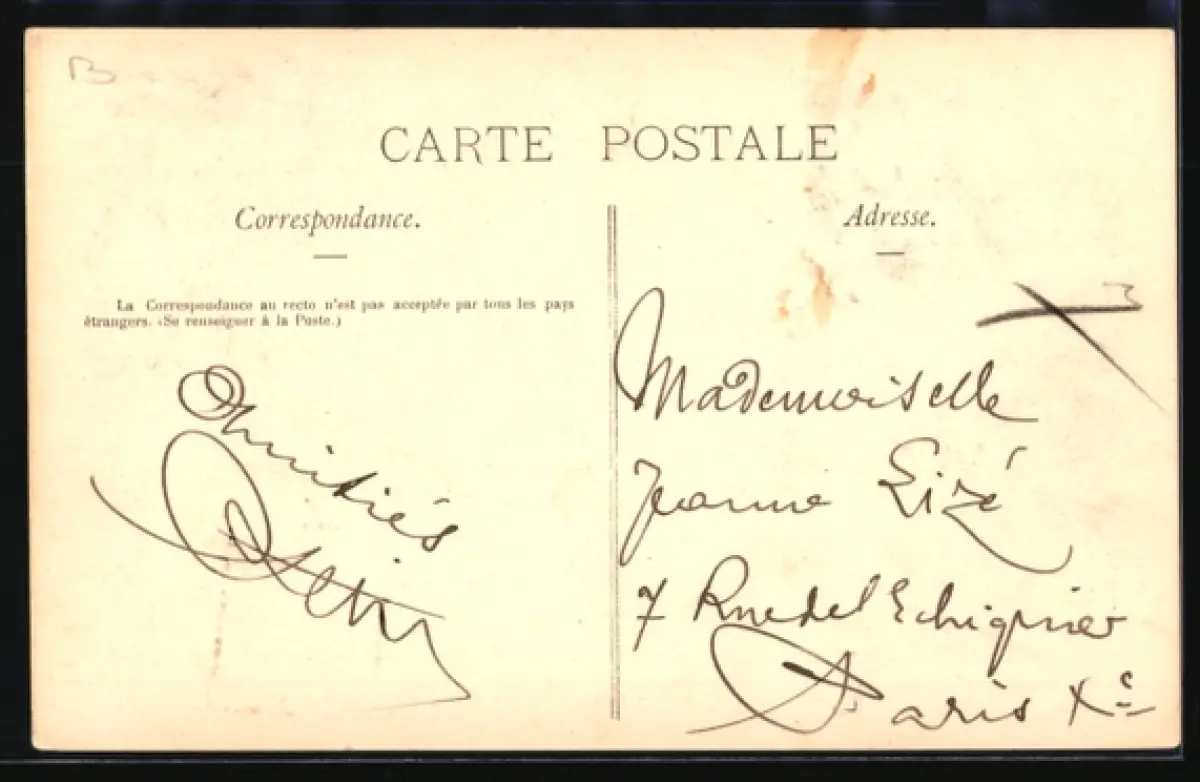 B
CARTE POSTALE
Correspondance.
La Correspondance au recto n'est pas acceptée par tous les pays
étrangers. (Se renseigner à la Poste.)
Amitiés
Adresse.
Mademoiselle
Jeanne Lizé
7 Rue de l'Echiquier
Paris Xe